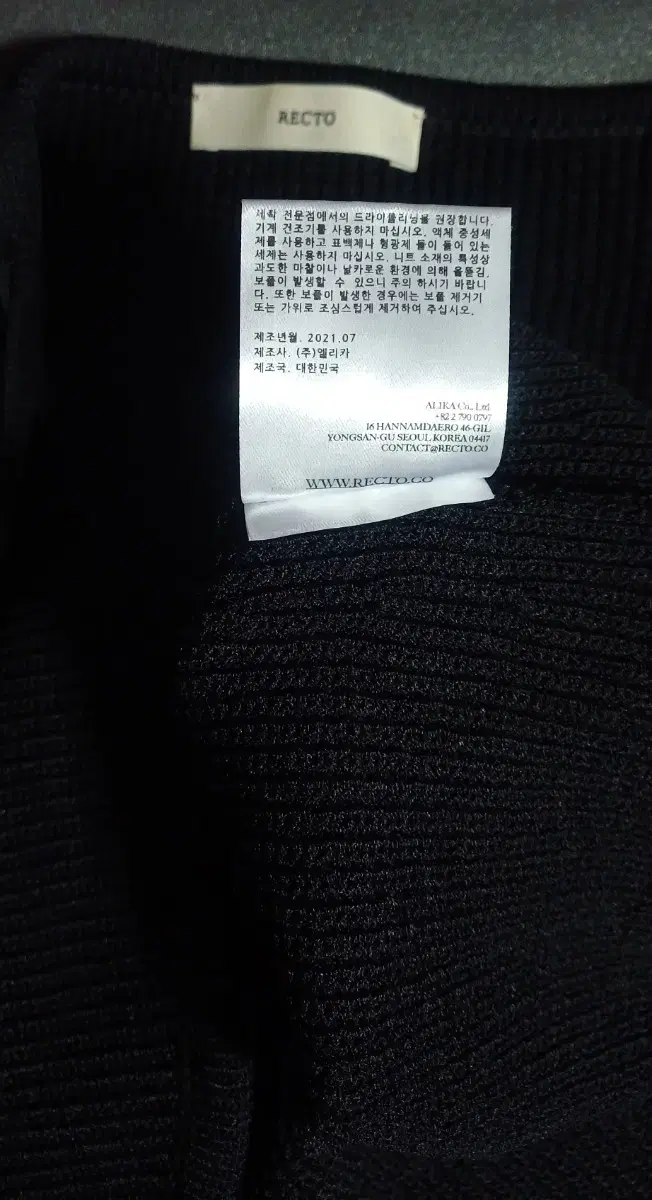 RECTO
세탁 전문점에서의 드라이클리닝을 권장합니다.
기계 건조기를 사용하지 마십시오. 액체 중성세
제를 사용하고 표백제나 형광제 들이 들어 있는
세제는 사용하지 마십시오. 니트 소재의 특성상
과도한 마찰이나 날카로운 환경에 의해 올뜯김,
보풀이 발생할 수 있으니 주의 하시기 바랍니
다. 또한 보풀이 발생한 경우에는 보풀 제거기
또는 가위로 조심스럽게 제거하여 주십시오.
제조년월. 2021.07
제조사. (주)엘리카
제조국. 대한민국
ALIKA Co., Ltd.
+82 2 790 0797
16 HANNAMDAERO 46-GIL
YONGSAN-GU SEOUL KOREA 04417
CONTACT@RECTO.CO
WWW.RECTO.CO